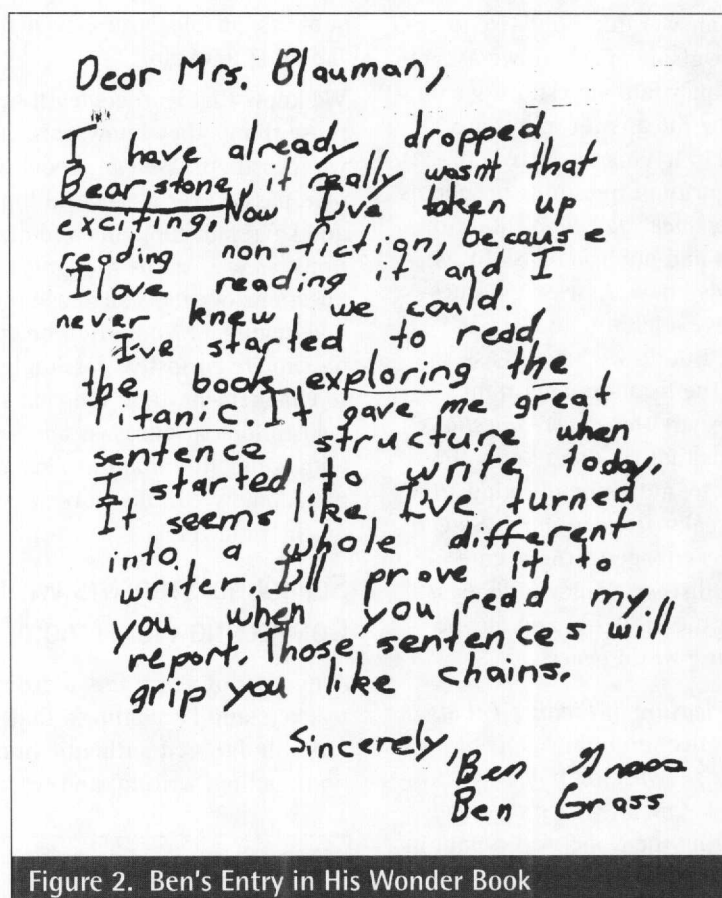 Dear Mrs. Blauman,
I have already dropped
Bearstone, it really wasnt that
exciting. Now I've taken up
reading non fiction, because
I love reading it and I
never knew we could.
I've started to read
the book exploring the
Titanic. It gave me great
sentence structure when
I started to write today.
It seems like I've turned
into a whole different
writer. I'll prove it to
you when you read my
report. Those sentences will
grip you like chains.
Sincerely,
Ben Grass
Ben Grass
Figure 2. Ben's Entry in His Wonder Book